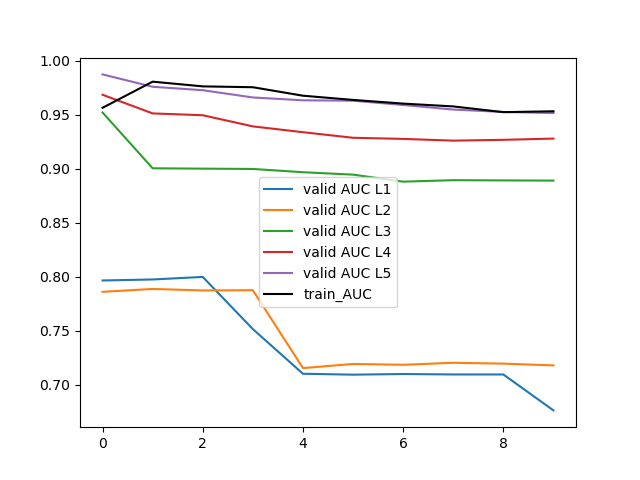 1.00
0.95
0.90
0.85
0.80
0.75
0.70
valid AUC L1
valid AUC L2
valid AUC L3
valid AUC L4
valid AUC L5
train_AUC
0 2 4 6 8